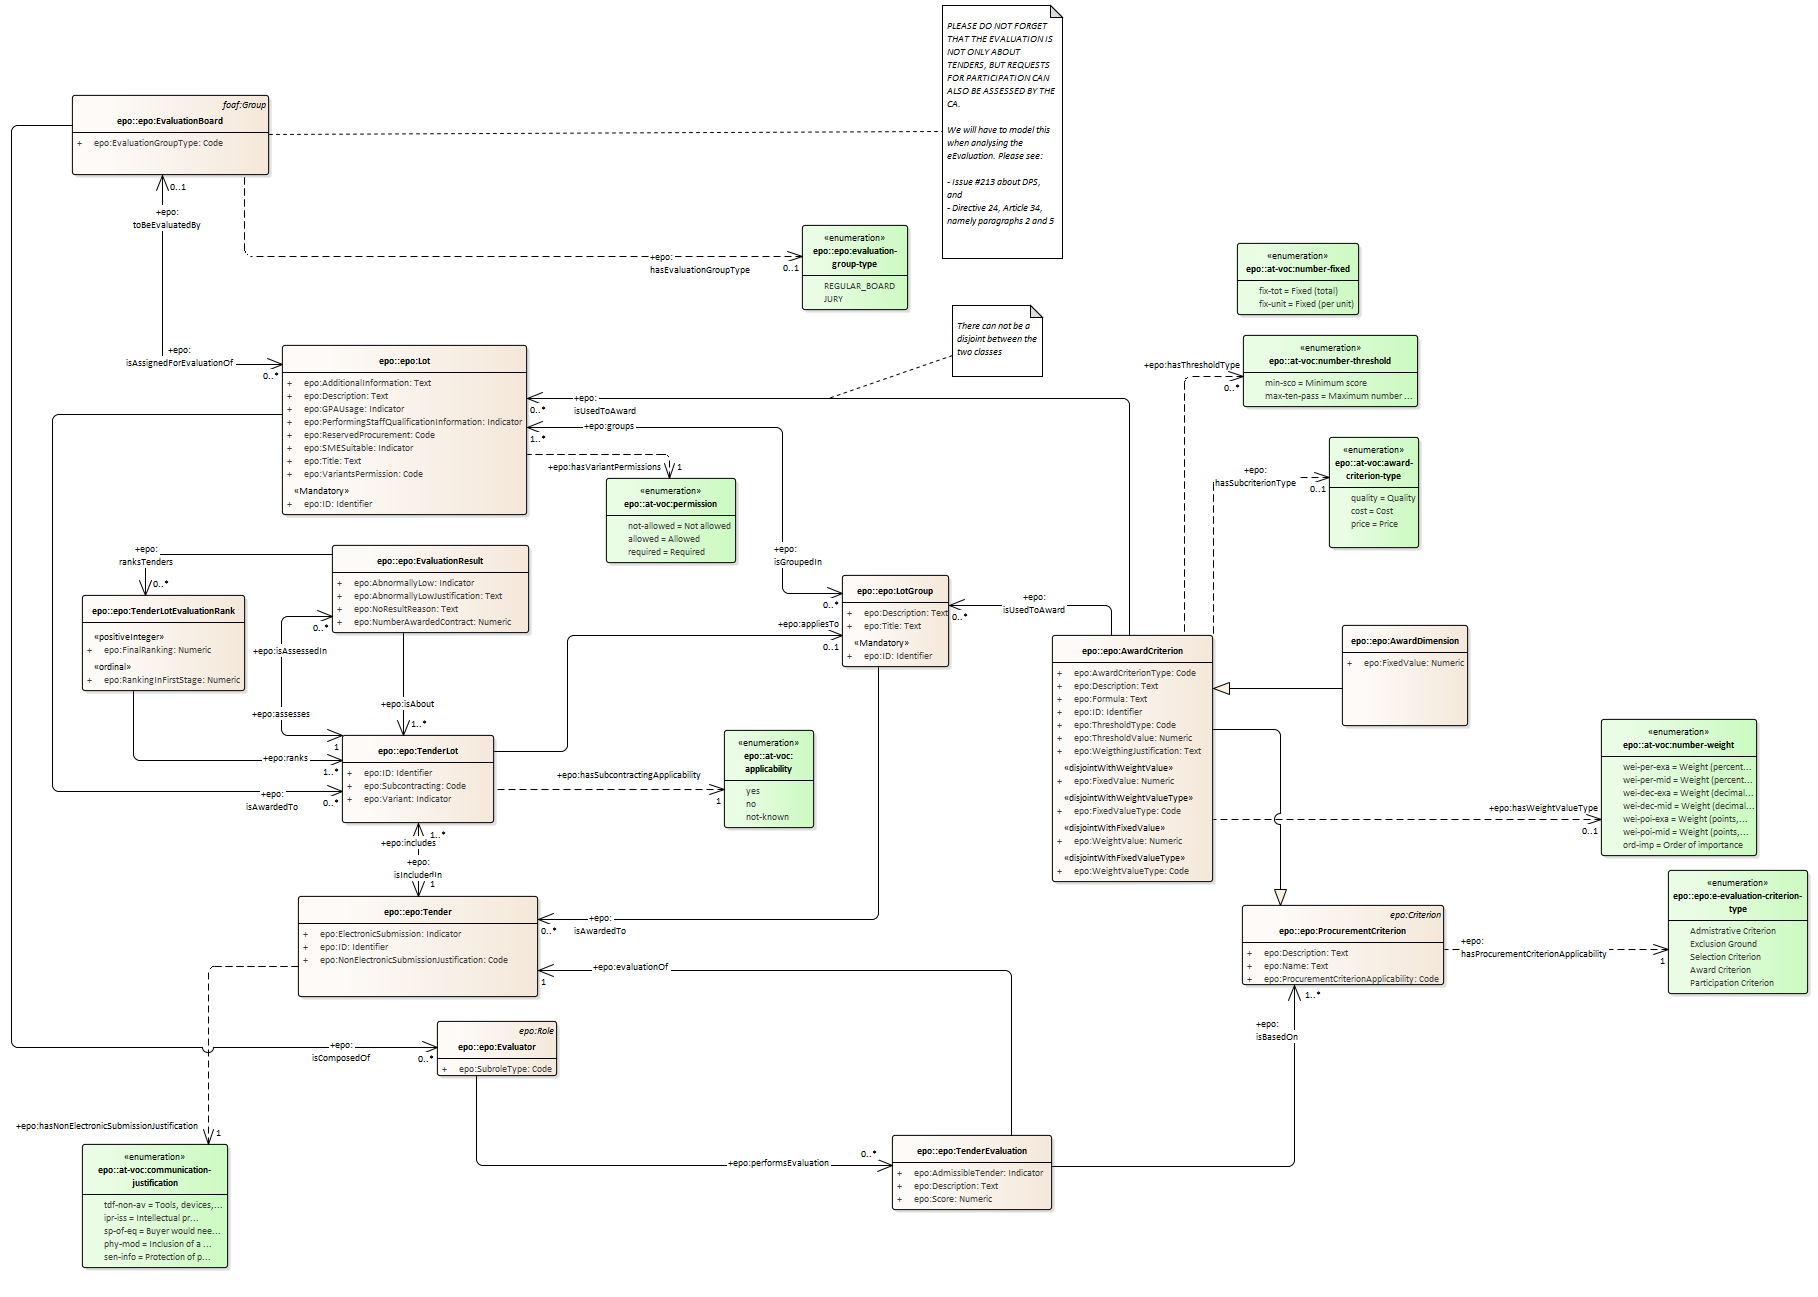 PLEASE DO NOT FORGET
THAT THE EVALUATION IS
NOT ONLY ABOUT
TENDERS, BUT REQUESTS
FOR PARTICIPATION CAN
ALSO BE ASSESSED BY THE
CA.
We will have to model this
when analysing the
eEvaluation. Please see:
- Issue #213 about DPS,
and
- Directive 24, Article 34,
namely paragraphs 2 and 5
foaf:Group
epo::epo:EvaluationBoard
+ epo:EvaluationGroupType: Code
0..1
+epo:
toBeEvaluatedBy
+epo:
hasEvaluationGroupType
0..1
«enumeration»
epo::epo:evaluation-
group-type
REGULAR_BOARD
JURY
«enumeration»
epo::at-voc:number-fixed
fix-tot = Fixed (total)
fix-unit = Fixed (per unit)
There can not be a
disjoint between the
two classes
+epo:
isAssignedForEvaluationOf
0..*
epo::epo:Lot
+ epo:AdditionalInformation: Text
+ epo:Description: Text
+ epo:GPAUsage: Indicator
+ epo:PerformingStaffQualificationInformation: Indicator
+ epo:ReservedProcurement: Code
+ epo:SMESuitable: Indicator
+ epo:Title: Text
+ epo:VariantsPermission: Code
«Mandatory»
+ epo:ID: Identifier
+epo:
isUsedToAward
0..*
+epo:groups
1..*
+epo:hasVariantPermissions
1
«enumeration»
epo::at-voc:permission
not-allowed = Not allowed
allowed = Allowed
required = Required
+epo:hasThresholdType
0..*
«enumeration»
epo::at-voc:number-threshold
min-sco = Minimum score
max-ten-pass = Maximum number ...
+epo:
hasSubcriterionType
0..1
«enumeration»
epo::at-voc:award-
criterion-type
quality = Quality
cost = Cost
price = Price
+epo:
ranksTenders
0..*
epo::epo:EvaluationResult
+ epo:AbnormallyLow: Indicator
+ epo:AbnormallyLowJustification: Text
+ epo:NoResultReason: Text
+ epo:NumberAwardedContract: Numeric
+epo:
isGroupedIn
0..*
epo::epo:TenderLotEvaluationRank
«positiveInteger»
+ epo:FinalRanking: Numeric
«ordinal»
+ epo:RankingInFirstStage: Numeric
0..*
+epo:isAssessedIn
+epo:assesses
1
+epo:isAbout
1..*
+epo:appliesTo
0..1
epo::epo:LotGroup
+ epo:Description: Text
+ epo:Title: Text
«Mandatory»
+ epo:ID: Identifier
0..*
+epo:
isUsedToAward
epo::epo:AwardCriterion
+ epo:AwardCriterionType: Code
+ epo:Description: Text
+ epo:Formula: Text
+ epo:ID: Identifier
+ epo:ThresholdType: Code
+ epo:ThresholdValue: Numeric
+ epo:WeigthingJustification: Text
«disjointWithWeightValue»
+ epo:FixedValue: Numeric
«disjointWithWeightValueType»
+ epo:FixedValueType: Code
«disjointWithFixedValue»
+ epo:WeightValue: Numeric
«disjointWithFixedValueType»
+ epo:WeightValueType: Code
epo::epo:AwardDimension
+ epo:FixedValue: Numeric
+epo:ranks
1..*
+epo:
isAwardedTo
0..*
epo::epo:TenderLot
+ epo:ID: Identifier
+ epo:Subcontracting: Code
+ epo:Variant: Indicator
+epo:hasSubcontractingApplicability
1
«enumeration»
epo::at-voc:
applicability
yes
no
not-known
«enumeration»
epo::at-voc:number-weight
wei-per-exa = Weight (percent...
wei-per-mid = Weight (percent...
wei-dec-exa = Weight (decimal...
wei-dec-mid = Weight (decimal...
wei-poi-exa = Weight (points,...
wei-poi-mid = Weight (points,...
ord-imp = Order of importance
+epo:hasWeightValueType
0..1
1..*
+epo:includes
+epo:
isIncludedIn
1
epo::epo:Tender
+ epo:ElectronicSubmission: Indicator
+ epo:ID: Identifier
+ epo:NonElectronicSubmissionJustification: Code
0..*
+epo:
isAwardedTo
+epo:evaluationOf
1
epo:Criterion
epo::epo:ProcurementCriterion
+ epo:Description: Text
+ epo:Name: Text
+ epo:ProcurementCriterionApplicability: Code
+epo:
hasProcurementCriterionApplicability
1
«enumeration»
epo::epo:e-evaluation-criterion-
type
Admistrative Criterion
Exclusion Ground
Selection Criterion
Award Criterion
Participation Criterion
1..*
+epo:
isBasedOn
+epo:
isComposedOf
0..*
epo:Role
epo::epo:Evaluator
+ epo:SubroleType: Code
+epo:hasNonElectronicSubmissionJustification
1
«enumeration»
epo::at-voc:communication-
justification
tdf-non-av = Tools, devices,...
ipr-iss = Intellectual pr...
sp-of-eq = Buyer would nee...
phy-mod = Inclusion of a ...
sen-info = Protection of p...
+epo:performsEvaluation
0..*
epo::epo:TenderEvaluation
+ epo:AdmissibleTender: Indicator
+ epo:Description: Text
+ epo:Score: Numeric